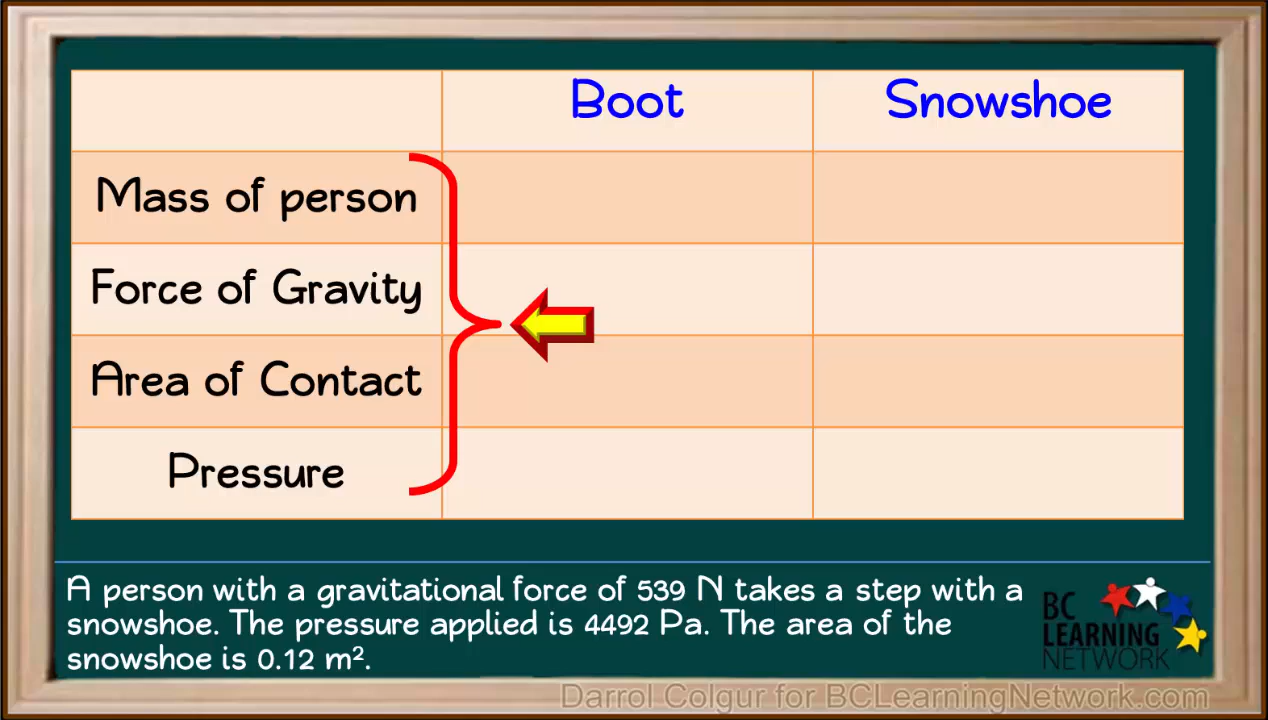 Boot Snowshoe
Mass of person
Force of Gravity
Area of Contact
Pressure
A person with a gravitational force of 539 N takes a step with a
snowshoe. The pressure applied is 4492 Pa. The area of the
snowshoe is 0.12 m².
BC
LEARNING
NETWORK
Darrol Colgur for BCLearningNetwork.com